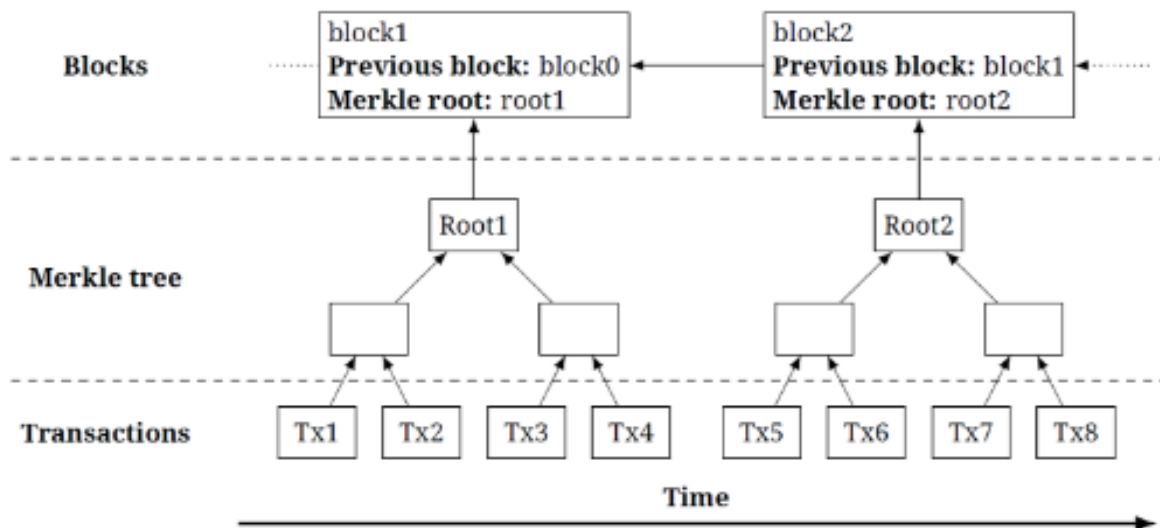 block1
Previous block: block0
Merkle root: root1
block2
Previous block: block1
Merkle root: root2
Blocks
Root1
Root2
Merkle tree
Transactions
Tx1
Tx2
Tx3
Tx4
Tx5
Tx6
Tx7
Tx8
Time